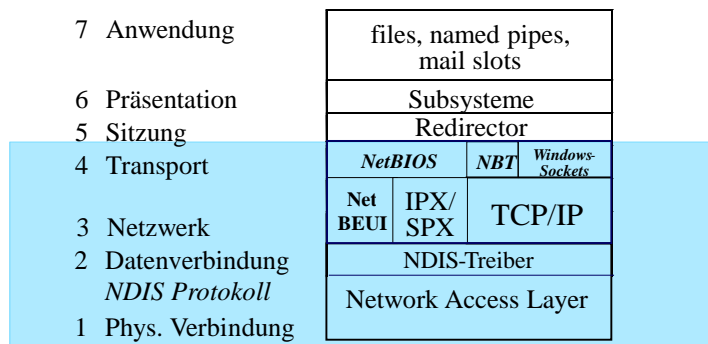 7 Anwendung
files, named pipes,
mail slots
6 Präsentation
Subsysteme
5 Sitzung
Redirector
4 Transport
NetBIOS
NBT
Windows-
Sockets
Net
BEUI
IPX/
SPX
TCP/IP
3 Netzwerk
2 Datenverbindung
NDIS-Treiber
NDIS Protokoll
Network Access Layer
1 Phys. Verbindung